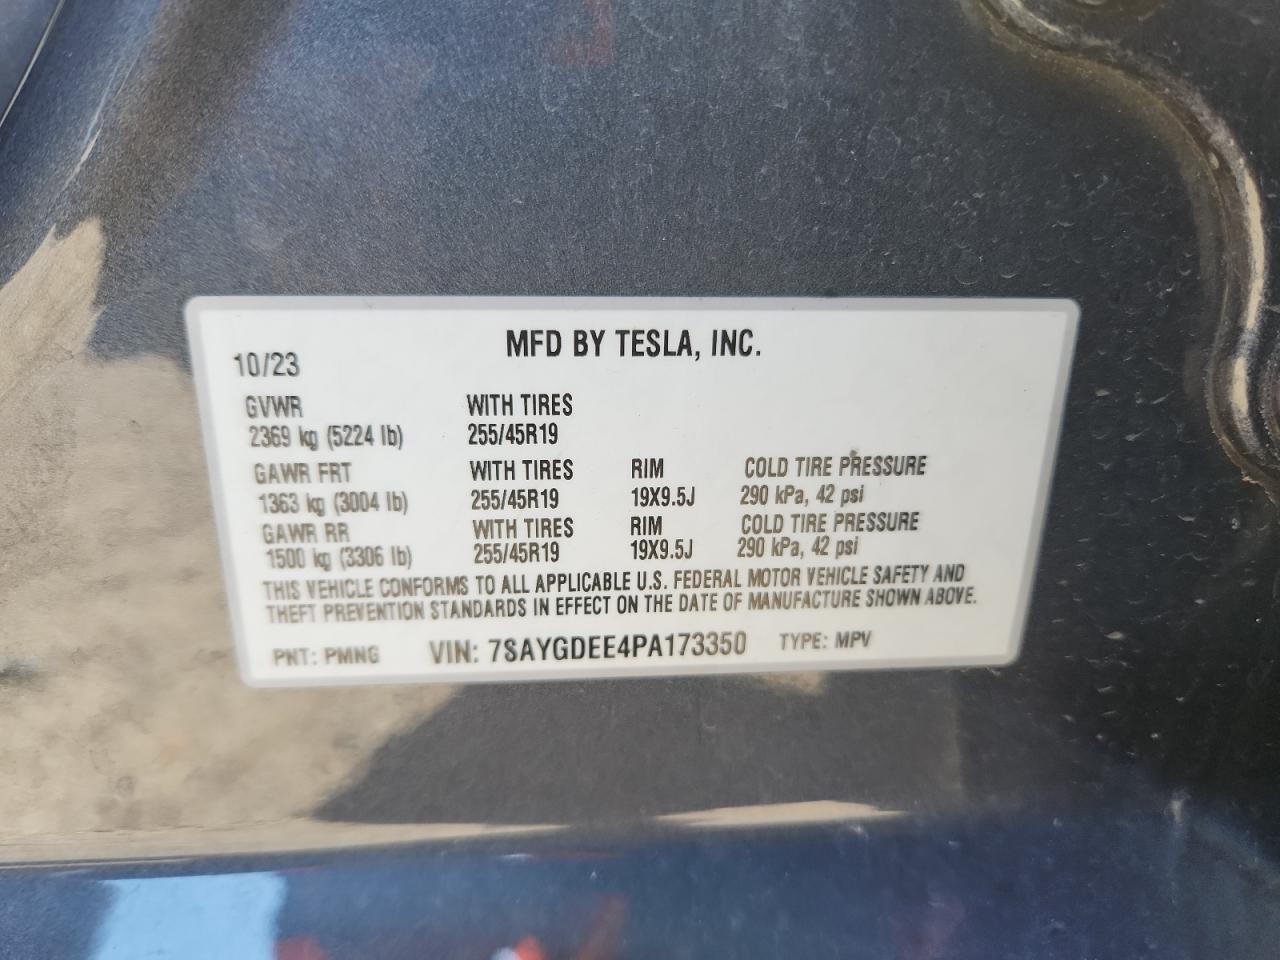 MFD BY TESLA, INC.
10/23
GVWR WITH TIRES
2369 kg (5224 lb) 255/45R19
GAWR FRT WITH TIRES RIM COLD TIRE PRESSURE
1363 kg (3004 lb) 255/45R19 19X9.5J 290 kPa, 42 psi
GAWR RR WITH TIRES RIM COLD TIRE PRESSURE
1500 kg (3306 lb) 255/45R19 19X9.5J 290 kPa, 42 psi
THIS VEHICLE CONFORMS TO ALL APPLICABLE U.S. FEDERAL MOTOR VEHICLE SAFETY AND
THEFT PREVENTION STANDARDS IN EFFECT ON THE DATE OF MANUFACTURE SHOWN ABOVE.
PNT: PMNG VIN: 7SAYGDEE4PA173350 TYPE: MPV